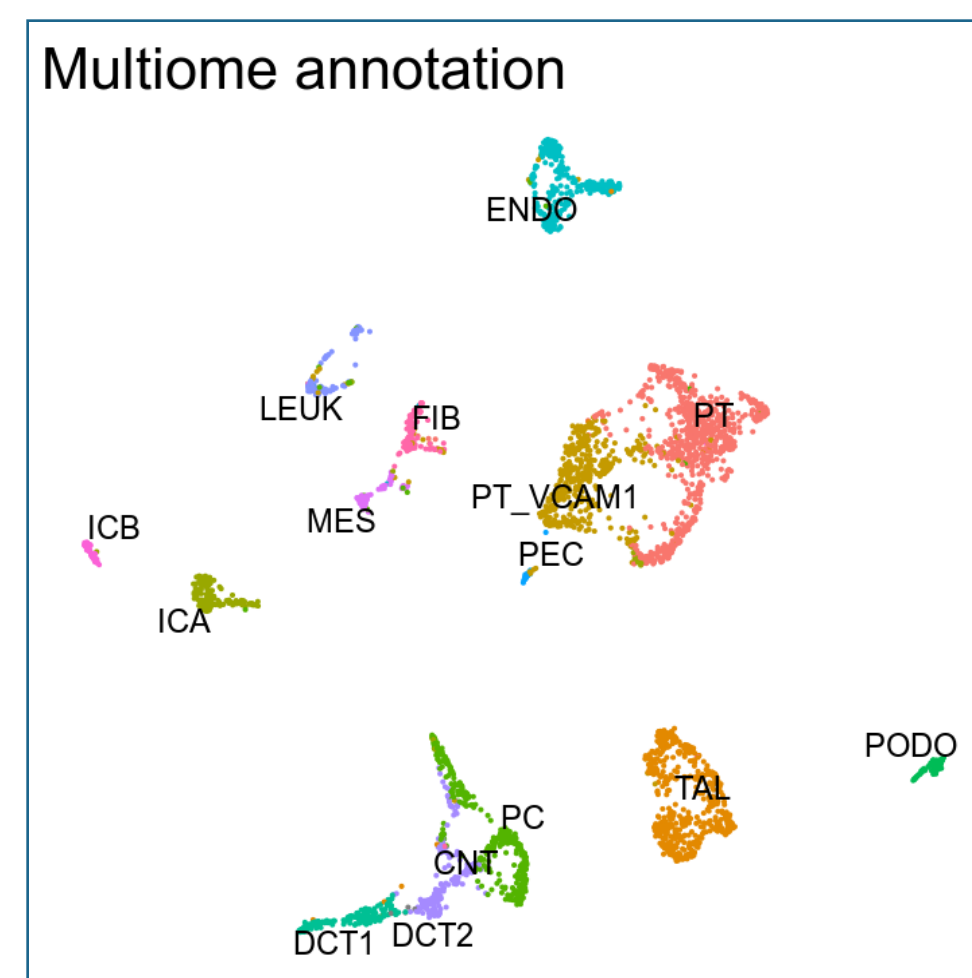 Multiome annotation
ENDO
LEUK
FIB
PT
PT_VCAM1
MES
ICB
PEC
ICA
PODO
TAL
PC
CNT
DCT1
DCT2